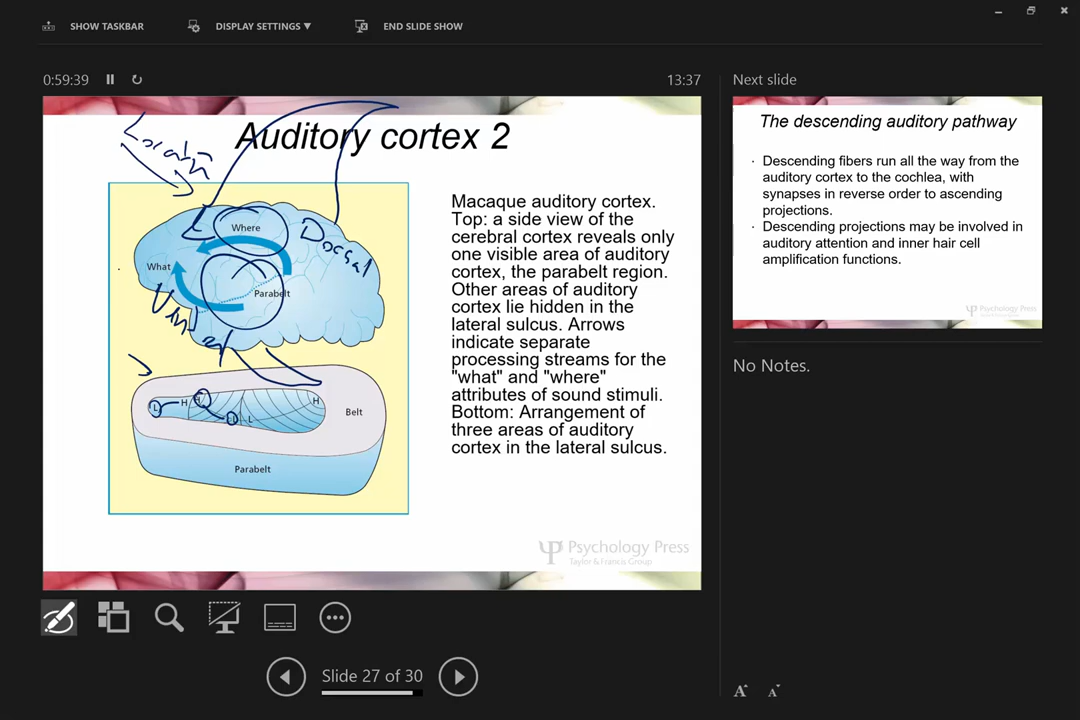 SHOW TASKBAR
DISPLAY SETTINGS ▼
END SLIDE SHOW
0:59:39
13:37
Auditory cortex 2
Location
Where
Dorsal
What
Parabelt
Ventral
L
H
H
L
L
H
Belt
Parabelt
Macaque auditory cortex.
Top: a side view of the
cerebral cortex reveals only
one visible area of auditory
cortex, the parabelt region.
Other areas of auditory
cortex lie hidden in the
lateral sulcus. Arrows
indicate separate
processing streams for the
"what" and "where"
attributes of sound stimuli.
Bottom: Arrangement of
three areas of auditory
cortex in the lateral sulcus.
Psychology Press
Taylor & Francis Group
Slide 27 of 30
Next slide
The descending auditory pathway
· Descending fibers run all the way from the
auditory cortex to the cochlea, with
synapses in reverse order to ascending
projections.
· Descending projections may be involved in
auditory attention and inner hair cell
amplification functions.
Psychology Press
No Notes.
A A